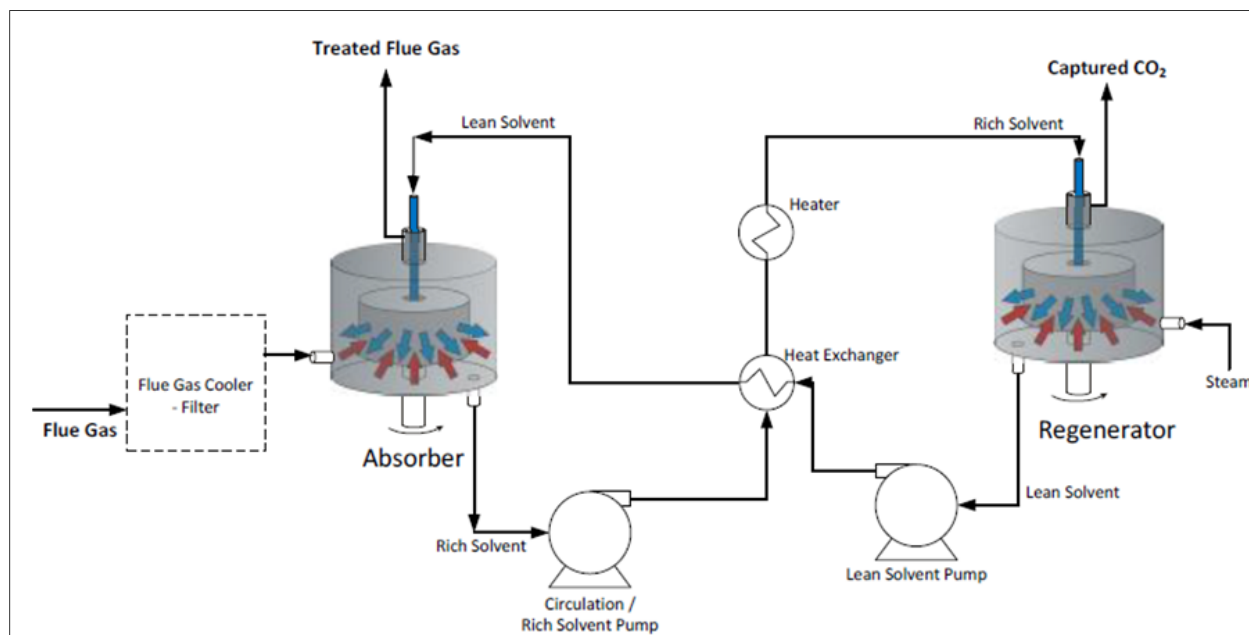 Treated Flue Gas
Captured CO₂
Lean Solvent
Rich Solvent
Heater
Heat Exchanger
Flue Gas Cooler
- Filter
Flue Gas
Steam
Absorber
Regenerator
Lean Solvent
Rich Solvent
Lean Solvent Pump
Circulation /
Rich Solvent Pump